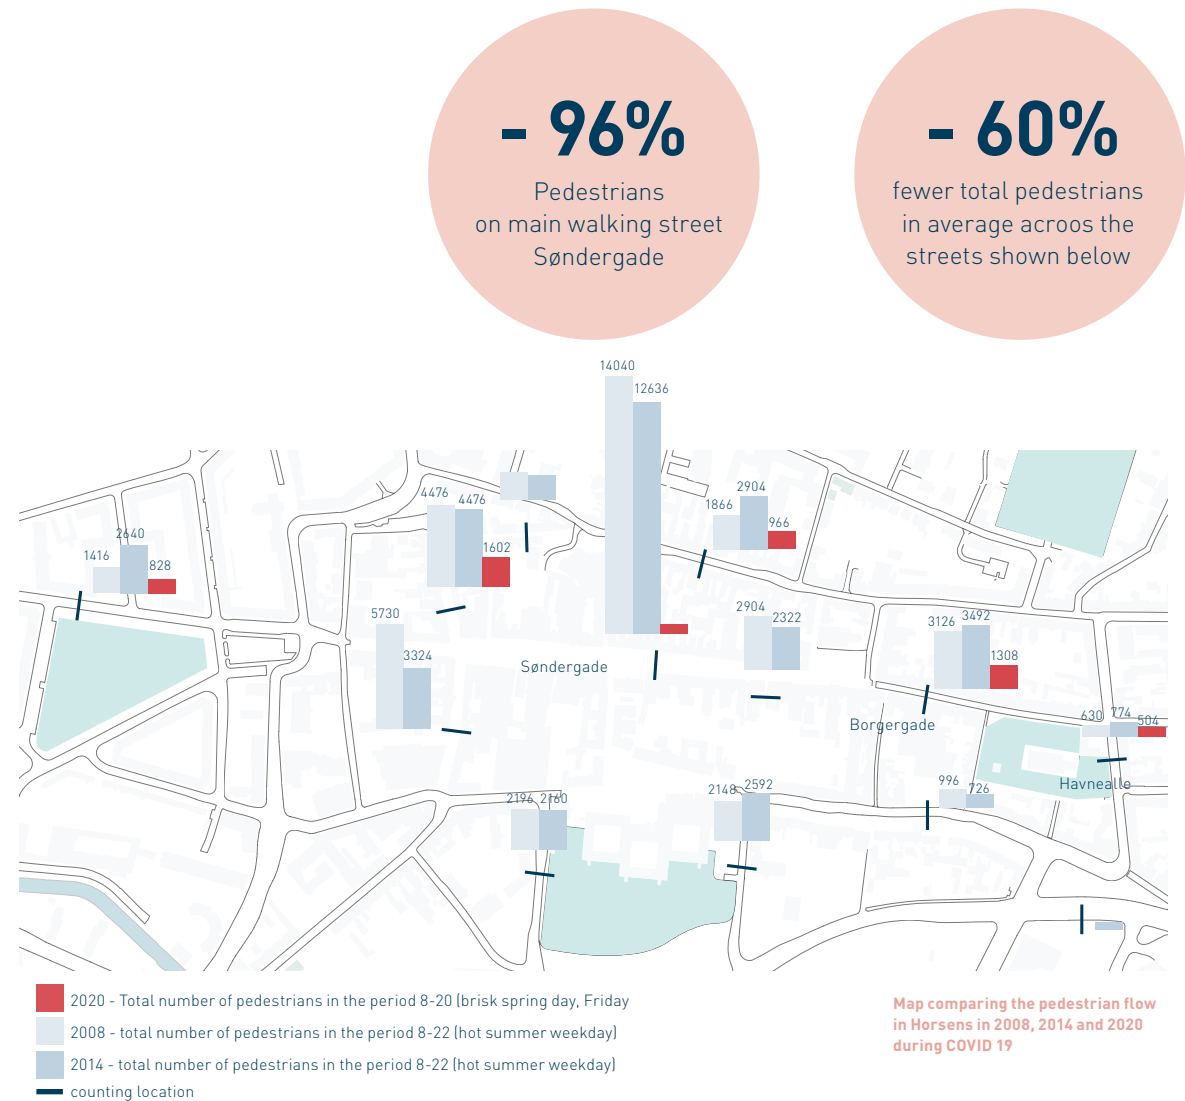 - 96%
Pedestrians
on main walking street
Søndergade
- 60%
fewer total pedestrians
in average acroos the
streets shown below
14040
12636
4476
4476
1602
1866
2904
966
1416
2640
828
5730
3324
2904
2322
3126
3492
1308
Søndergade
Borgergade
630
774
504
Havnealle
996
726
2196
2160
2148
2592
2020 - Total number of pedestrians in the period 8-20 (brisk spring day, Friday
2008 - total number of pedestrians in the period 8-22 (hot summer weekday)
2014 - total number of pedestrians in the period 8-22 (hot summer weekday)
counting location
Map comparing the pedestrian flow
in Horsens in 2008, 2014 and 2020
during COVID 19